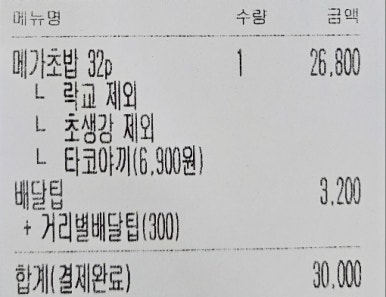 메뉴명 수량 금액
메가초밥 32p 1 26,800
┗ 락교 제외
┗ 초생강 제외
┗ 타코야끼(6,900원)
배달팁 3,200
+ 거리별배달팁(300)
합계(결제완료) 30,000